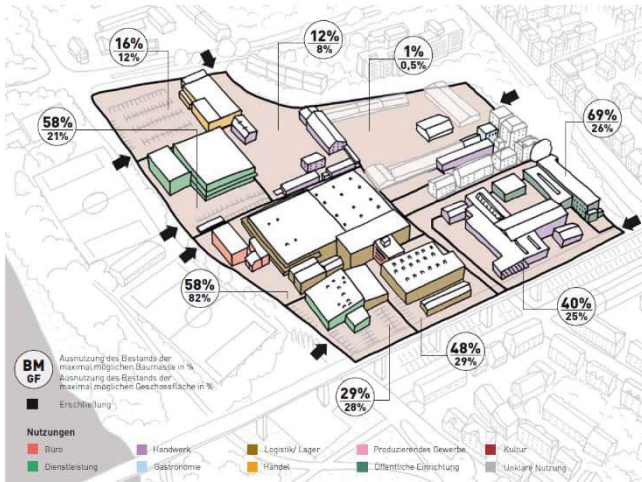 16%
12%
12%
8%
1%
0,5%
58%
21%
69%
26%
58%
82%
40%
25%
48%
29%
29%
28%
BM
GF
Ausnutzung des Bestands der
maximal möglichen Baumasse in %
Ausnutzung des Bestands der
maximal möglichen Geschossfläche in %
Erschließung
Nutzungen
Büro
Handwerk
Logistik/ Lager
Produzierendes Gewerbe
Kultur
Dienstleistung
Gastronomie
Handel
Öffentliche Einrichtung
Unklare Nutzung